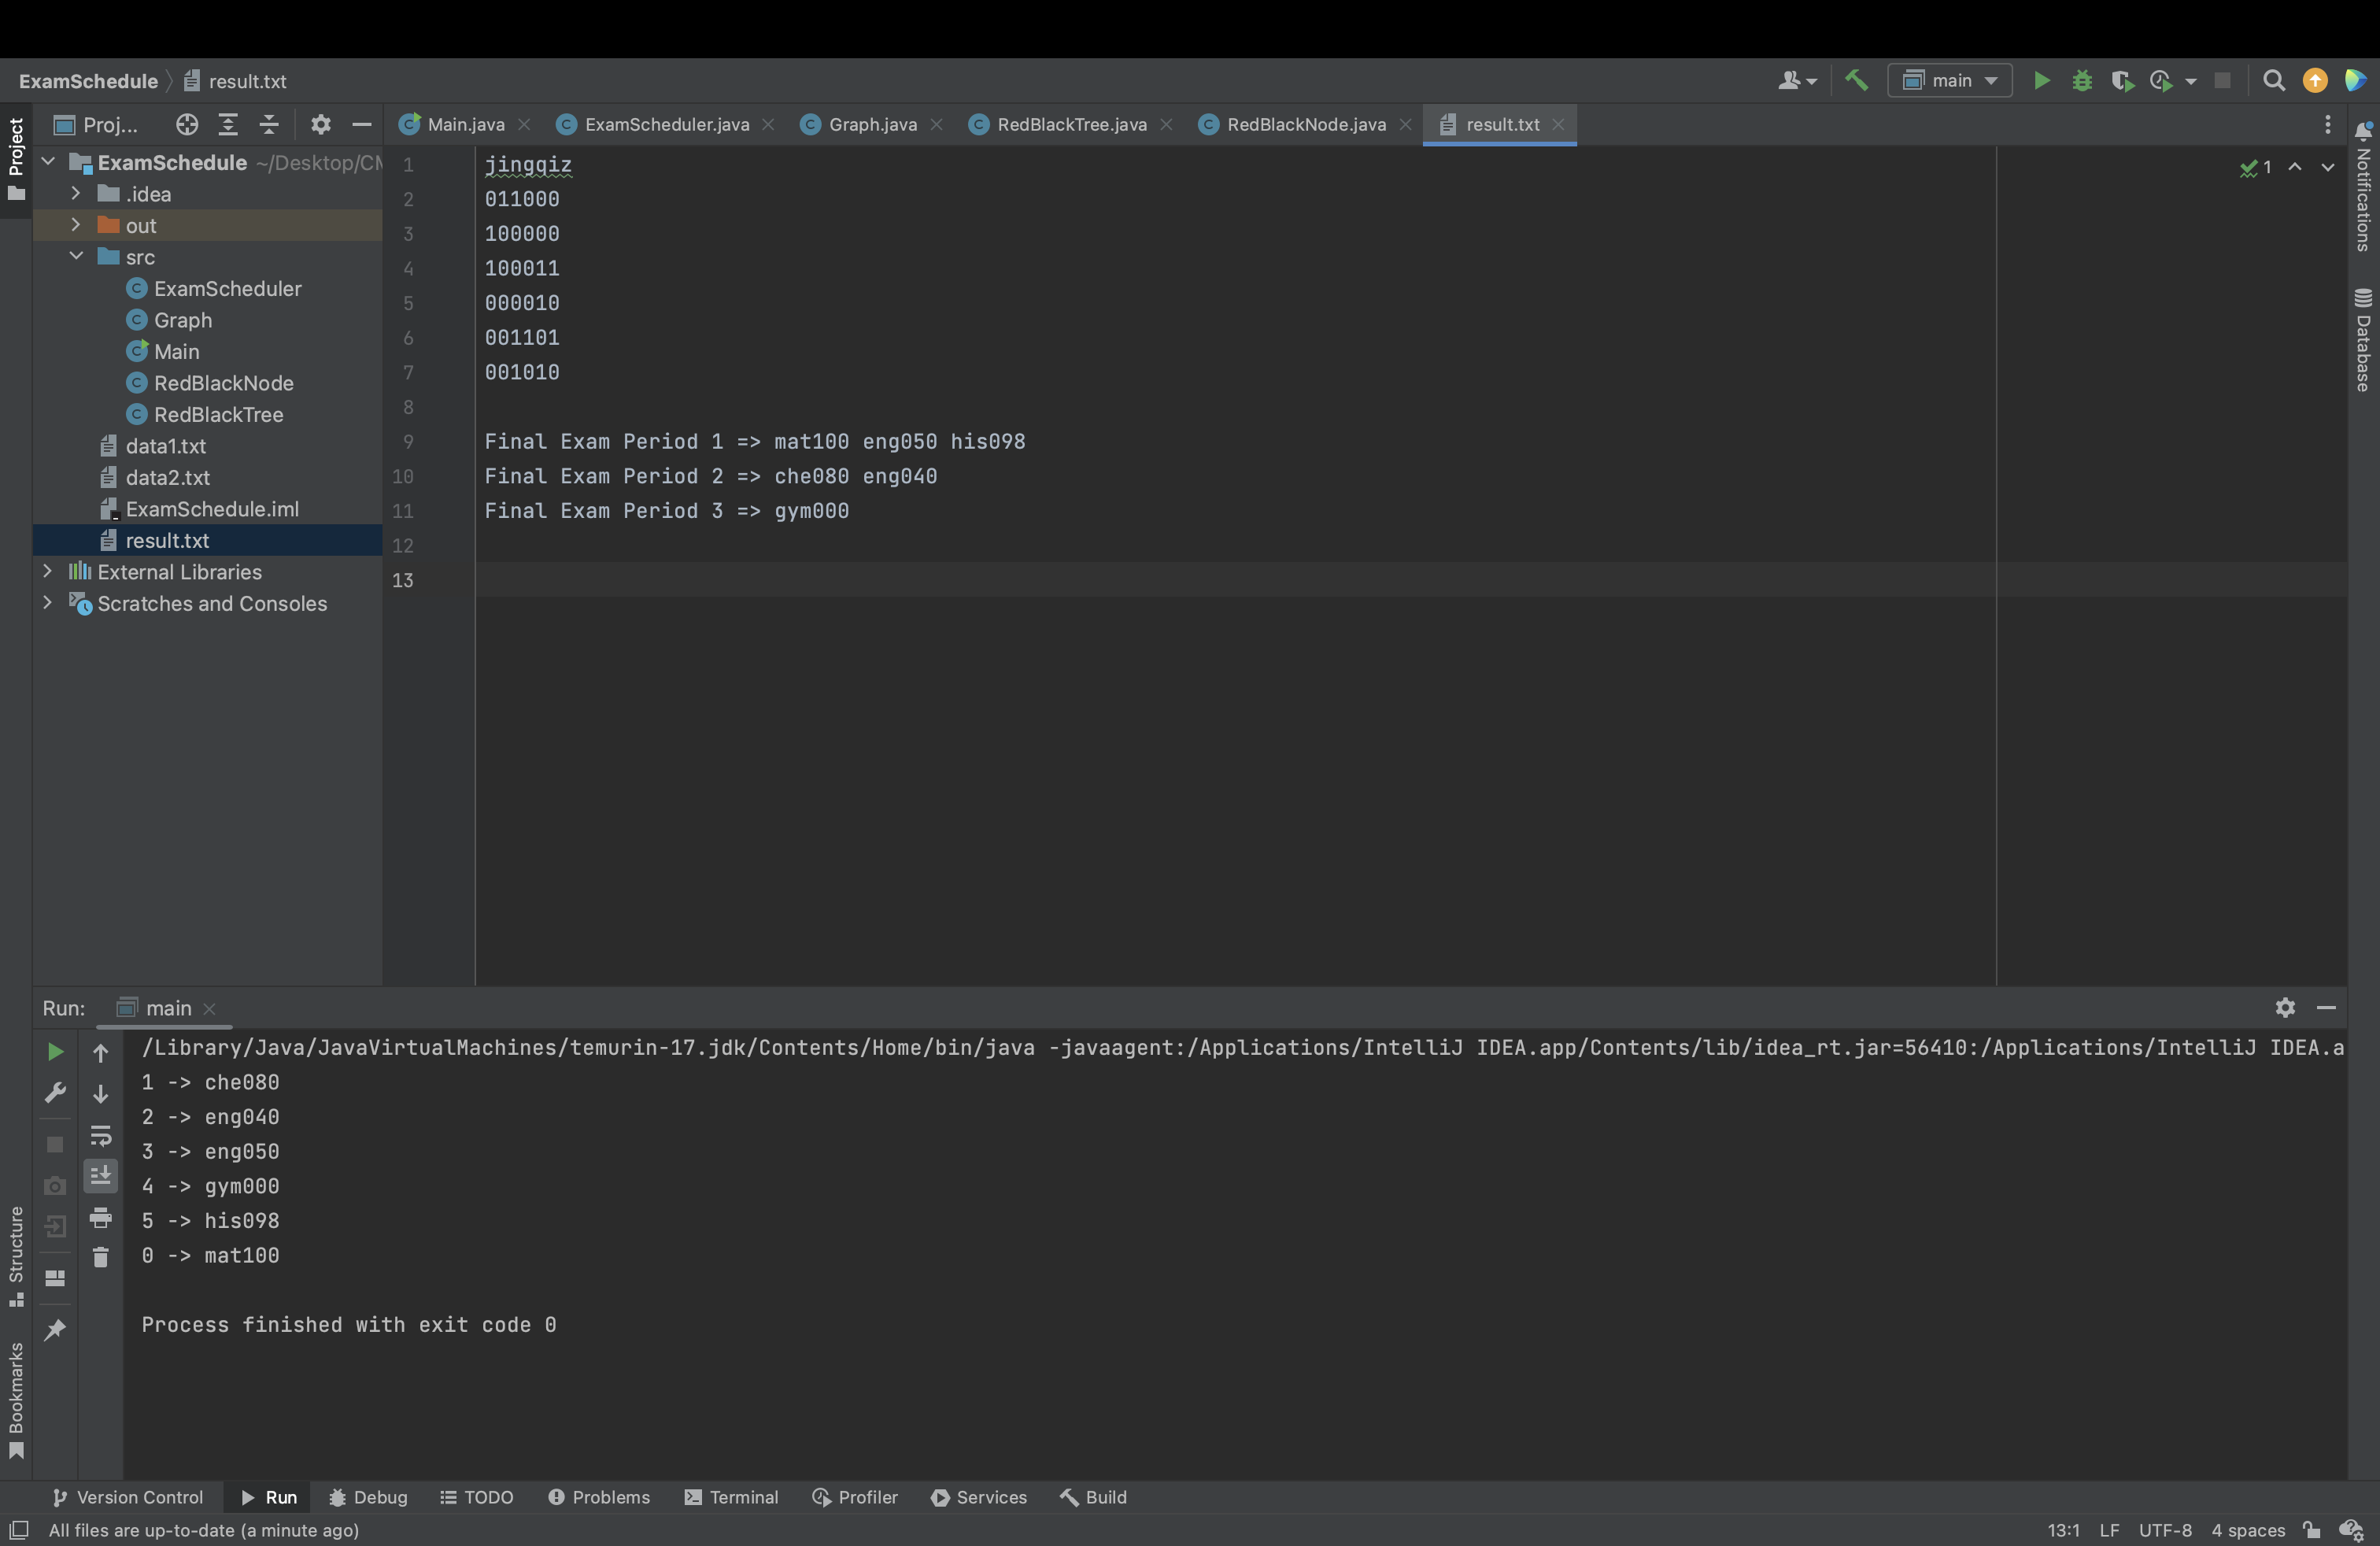 ExamSchedule result.txt
main
Project
Proj...
Main.java ExamScheduler.java Graph.java RedBlackTree.java RedBlackNode.java result.txt
Notifications
Database
ExamSchedule ~/Desktop/CM
.idea
out
src
ExamScheduler
Graph
Main
RedBlackNode
RedBlackTree
data1.txt
data2.txt
ExamSchedule.iml
result.txt
External Libraries
Scratches and Consoles
1 jingqiz
2 011000
3 100000
4 100011
5 000010
6 001101
7 001010
8
9 Final Exam Period 1 => mat100 eng050 his098
10 Final Exam Period 2 => che080 eng040
11 Final Exam Period 3 => gym000
12
13
1
Run: main
/Library/Java/JavaVirtualMachines/temurin-17.jdk/Contents/Home/bin/java -javaagent:/Applications/IntelliJ IDEA.app/Contents/lib/idea_rt.jar=56410:/Applications/IntelliJ IDEA.a
1 -> che080
2 -> eng040
3 -> eng050
4 -> gym000
5 -> his098
0 -> mat100
Process finished with exit code 0
Structure
Bookmarks
Version Control Run Debug TODO Problems Terminal Profiler Services Build
All files are up-to-date (a minute ago)
13:1 LF UTF-8 4 spaces